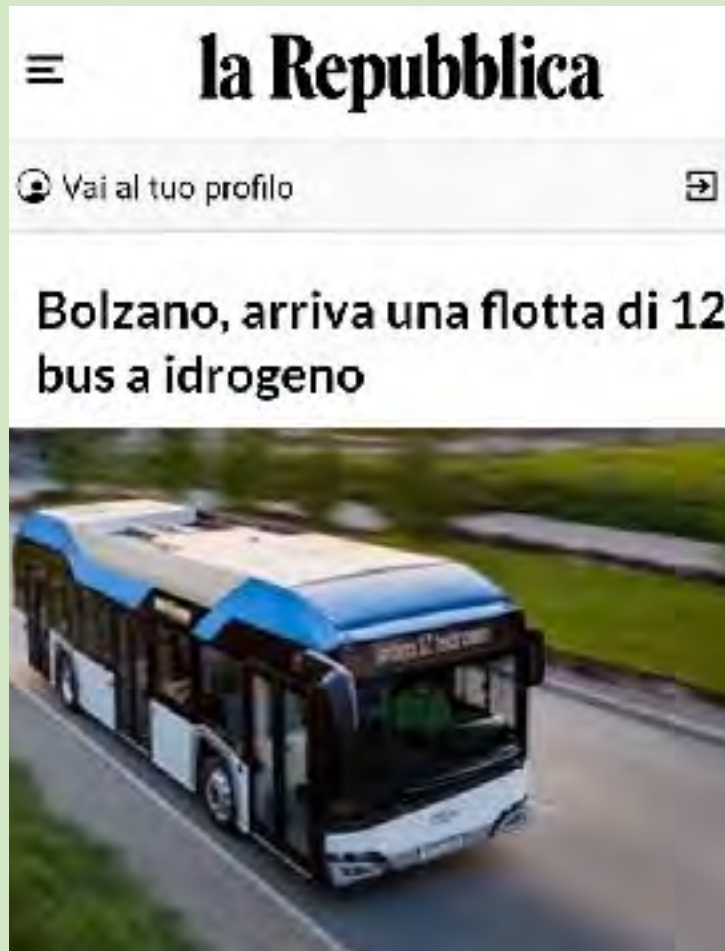 la Repubblica
Vai al tuo profilo
Bolzano, arriva una flotta di 12
bus a idrogeno